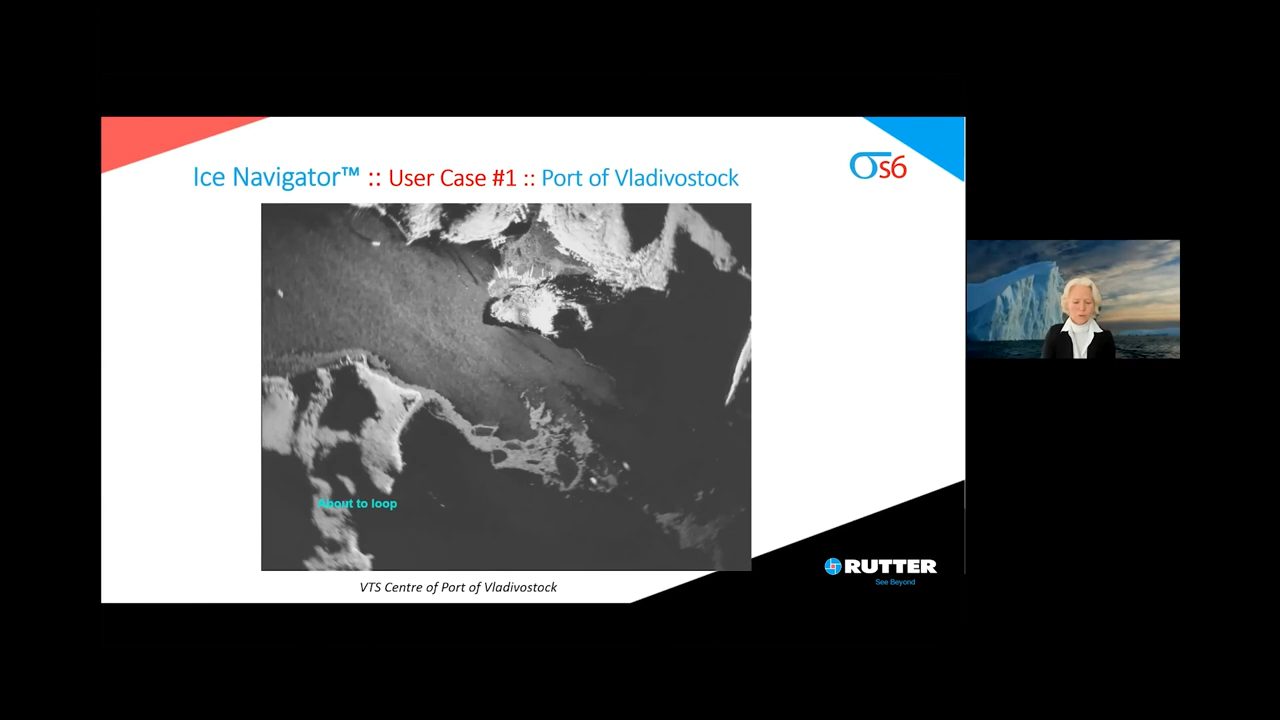 Ice Navigator™ :: User Case #1 :: Port of Vladivostock
σs6
About to loop
RUTTER
See Beyond
VTS Centre of Port of Vladivostock